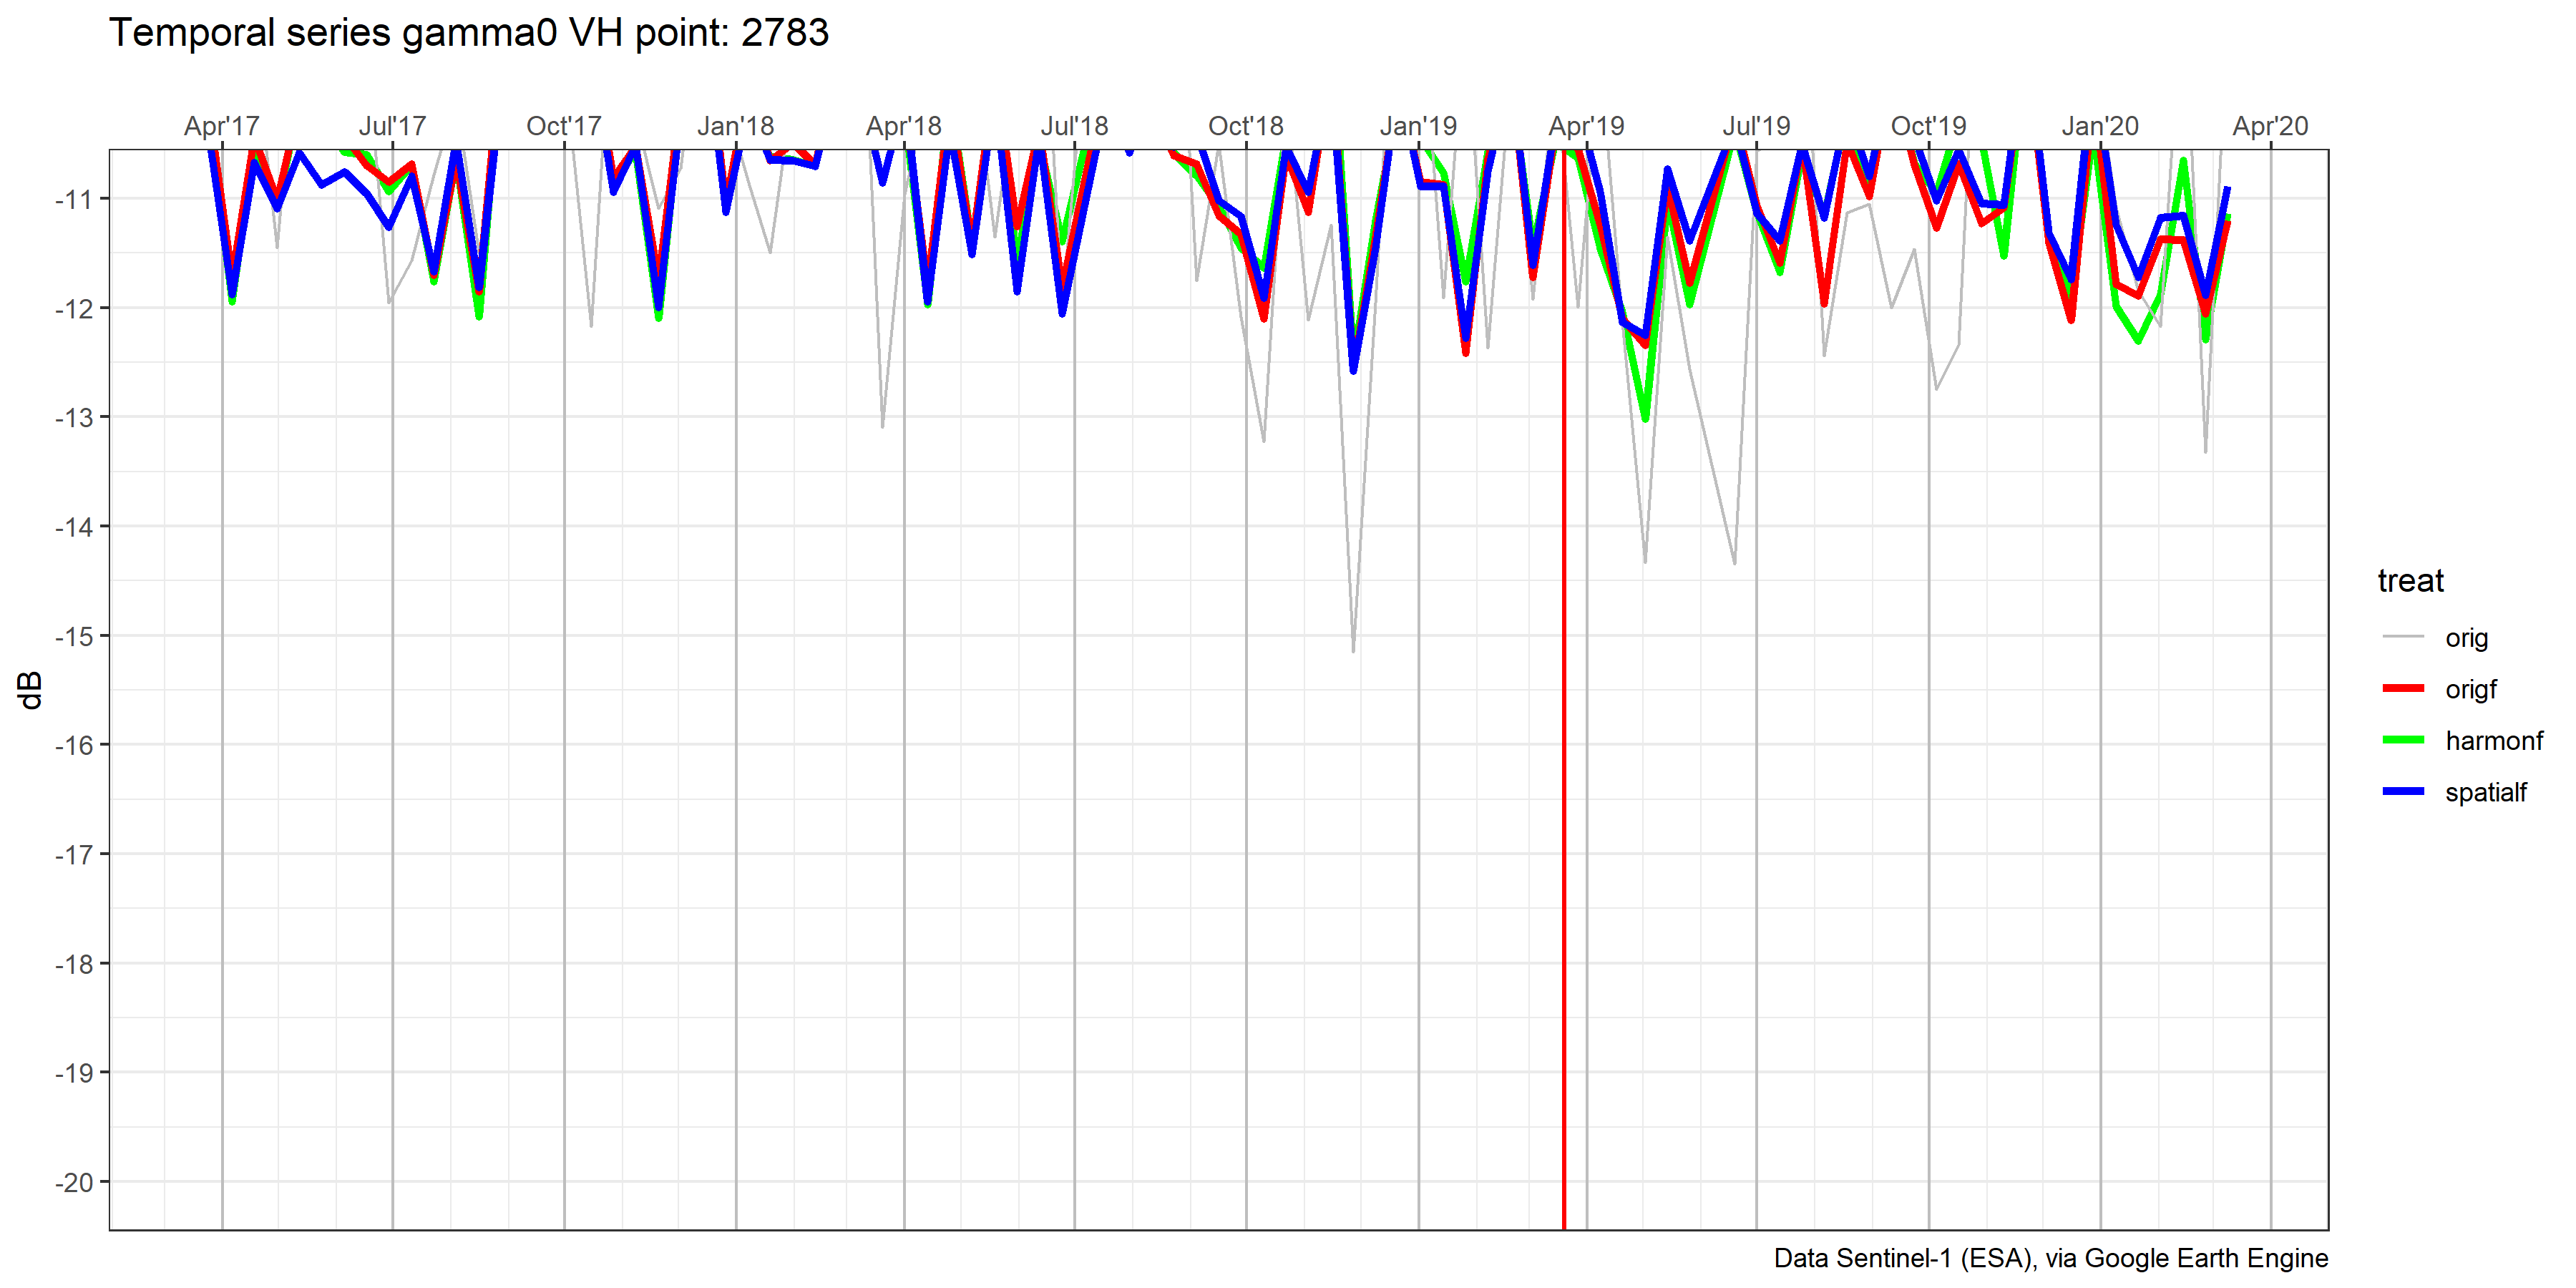 Temporal series gamma0 VH point: 2783
Apr'17 Jul'17 Oct'17 Jan'18 Apr'18 Jul'18 Oct'18 Jan'19 Apr'19 Jul'19 Oct'19 Jan'20 Apr'20
-11
-12
-13
-14
-15
-16
-17
-18
-19
-20
dB
treat
orig
origf
harmonf
spatialf
Data Sentinel-1 (ESA), via Google Earth Engine